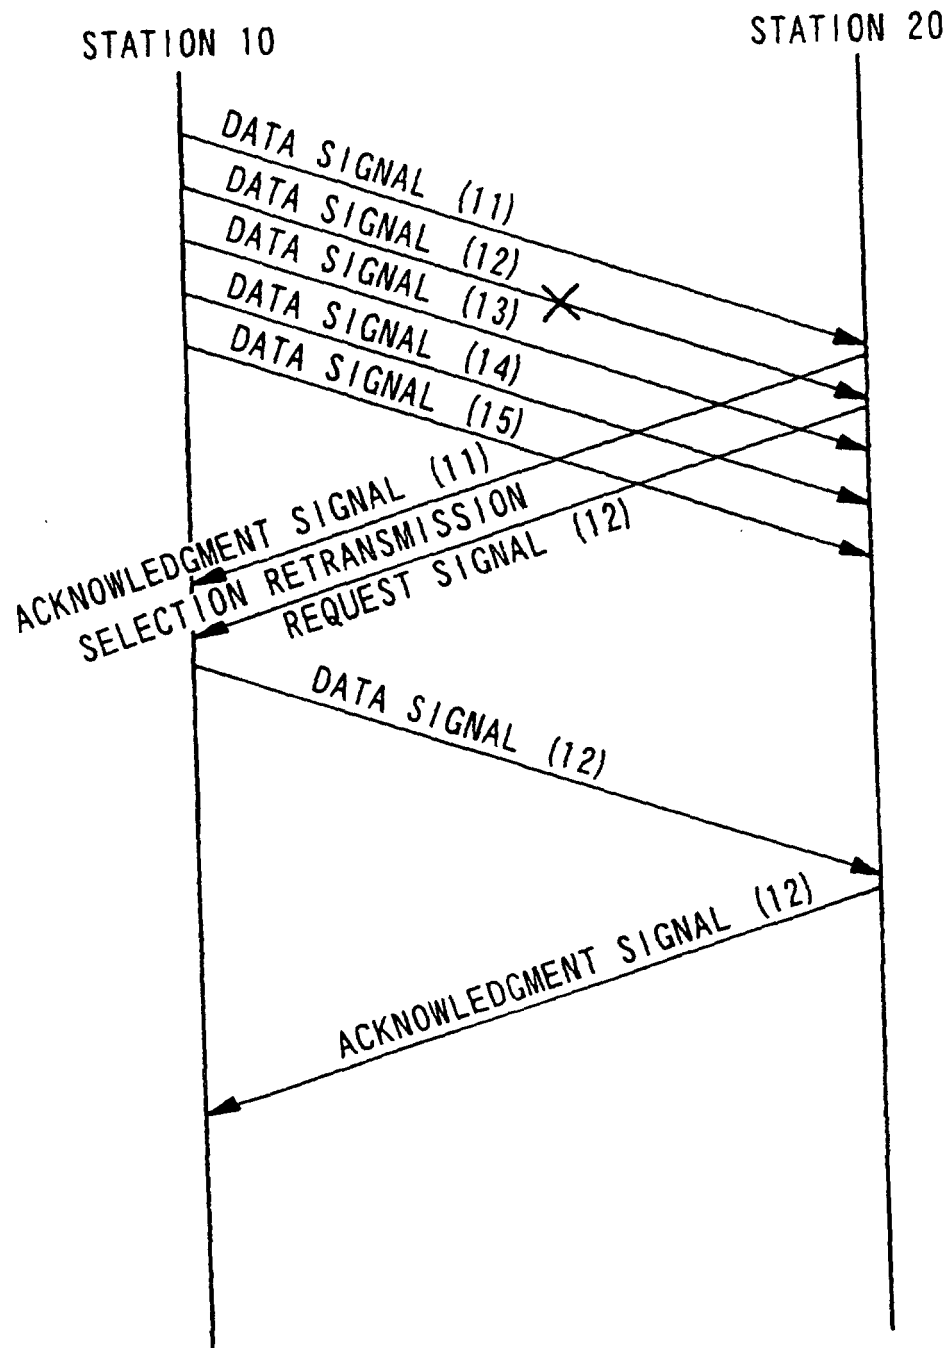 STATION 10
STATION 20
DATA SIGNAL (11)
DATA SIGNAL (12)
DATA SIGNAL (13)
DATA SIGNAL (14)
DATA SIGNAL (15)
ACKNOWLEDGMENT SIGNAL (11)
SELECTION RETRANSMISSION
REQUEST SIGNAL (12)
DATA SIGNAL (12)
ACKNOWLEDGMENT SIGNAL (12)